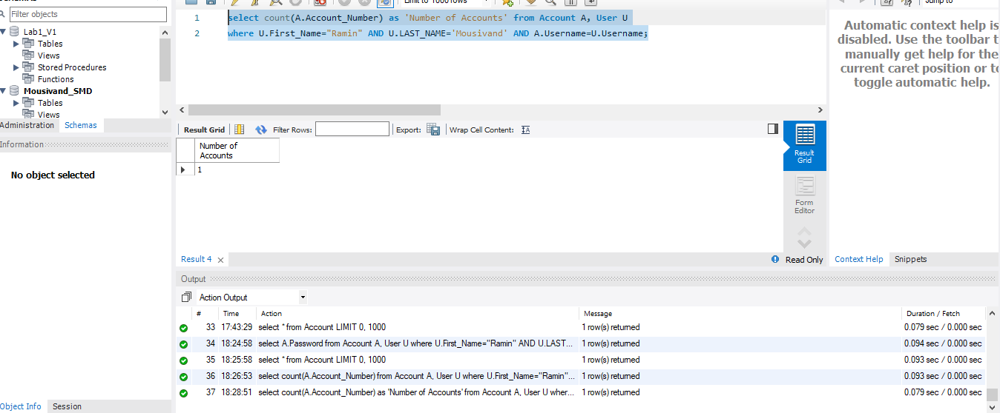 Filter objects
Lab1_V1
Tables
Views
Stored Procedures
Functions
Mousivand_SMD
Tables
Views
Administration Schemas
Information
No object selected
Object Info Session
Limit to 1000 rows
1 select count(A.Account_Number) as 'Number of Accounts' from Account A, User U
2 where U.First_Name="Ramin" AND U.LAST_NAME='Mousivand' AND A.Username=U.Username;
Result Grid Filter Rows: Export: Wrap Cell Content: IA
Number of
Accounts
1
Result
Grid
Form
Editor
Result 4 Read Only
Jump to
Automatic context help is
disabled. Use the toolbar t
manually get help for the
current caret position or to
toggle automatic help.
Context Help Snippets
Output
Action Output
# Time Action Message Duration / Fetch
33 17:43:29 select * from Account LIMIT 0, 1000 1 row(s) returned 0.079 sec / 0.000 sec
34 18:24:58 select A.Password from Account A, User U where U.First_Name="Ramin" AND U.LAST... 1 row(s) returned 0.094 sec / 0.000 sec
35 18:25:58 select * from Account LIMIT 0, 1000 1 row(s) returned 0.093 sec / 0.000 sec
36 18:26:53 select count(A.Account_Number) from Account A, User U where U.First_Name="Ramin"... 1 row(s) returned 0.093 sec / 0.000 sec
37 18:28:51 select count(A.Account_Number) as 'Number of Accounts' from Account A, User U wher... 1 row(s) returned 0.079 sec / 0.000 sec